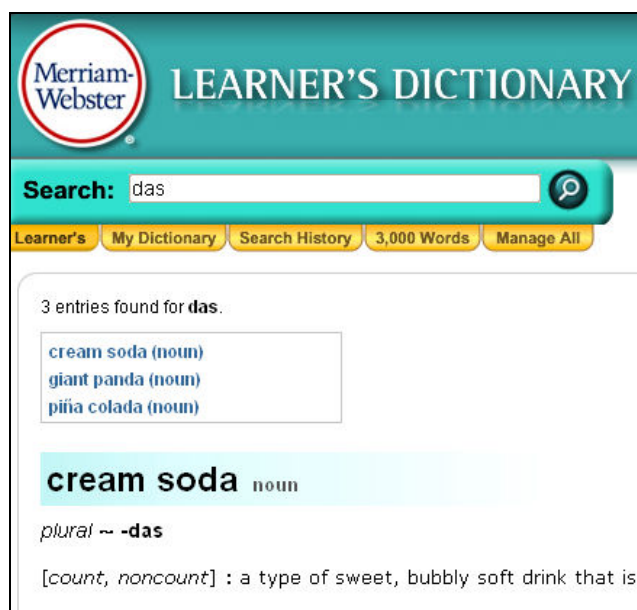 Merriam-
Webster
®
LEARNER'S DICTIONARY
Search: das
Learner's My Dictionary Search History 3,000 Words Manage All
3 entries found for das.
cream soda (noun)
giant panda (noun)
piña colada (noun)
cream soda noun
plural ~ -das
[count, noncount] : a type of sweet, bubbly soft drink that is